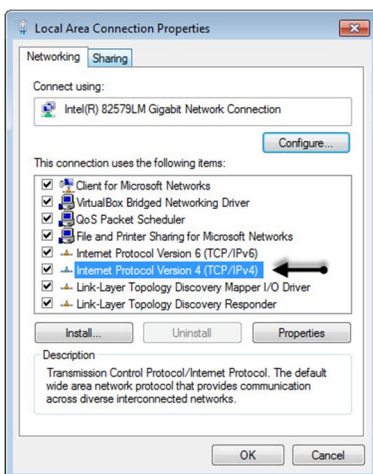 Local Area Connection Properties
Networking Sharing
Connect using:
Intel(R) 82579LM Gigabit Network Connection
Configure...
This connection uses the following items:
Client for Microsoft Networks
VirtualBox Bridged Networking Driver
QoS Packet Scheduler
File and Printer Sharing for Microsoft Networks
Internet Protocol Version 6 (TCP/IPv6)
Internet Protocol Version 4 (TCP/IPv4)
Link-Layer Topology Discovery Mapper I/O Driver
Link-Layer Topology Discovery Responder
Install... Uninstall Properties
Description
Transmission Control Protocol/Internet Protocol. The default
wide area network protocol that provides communication
across diverse interconnected networks.
OK Cancel